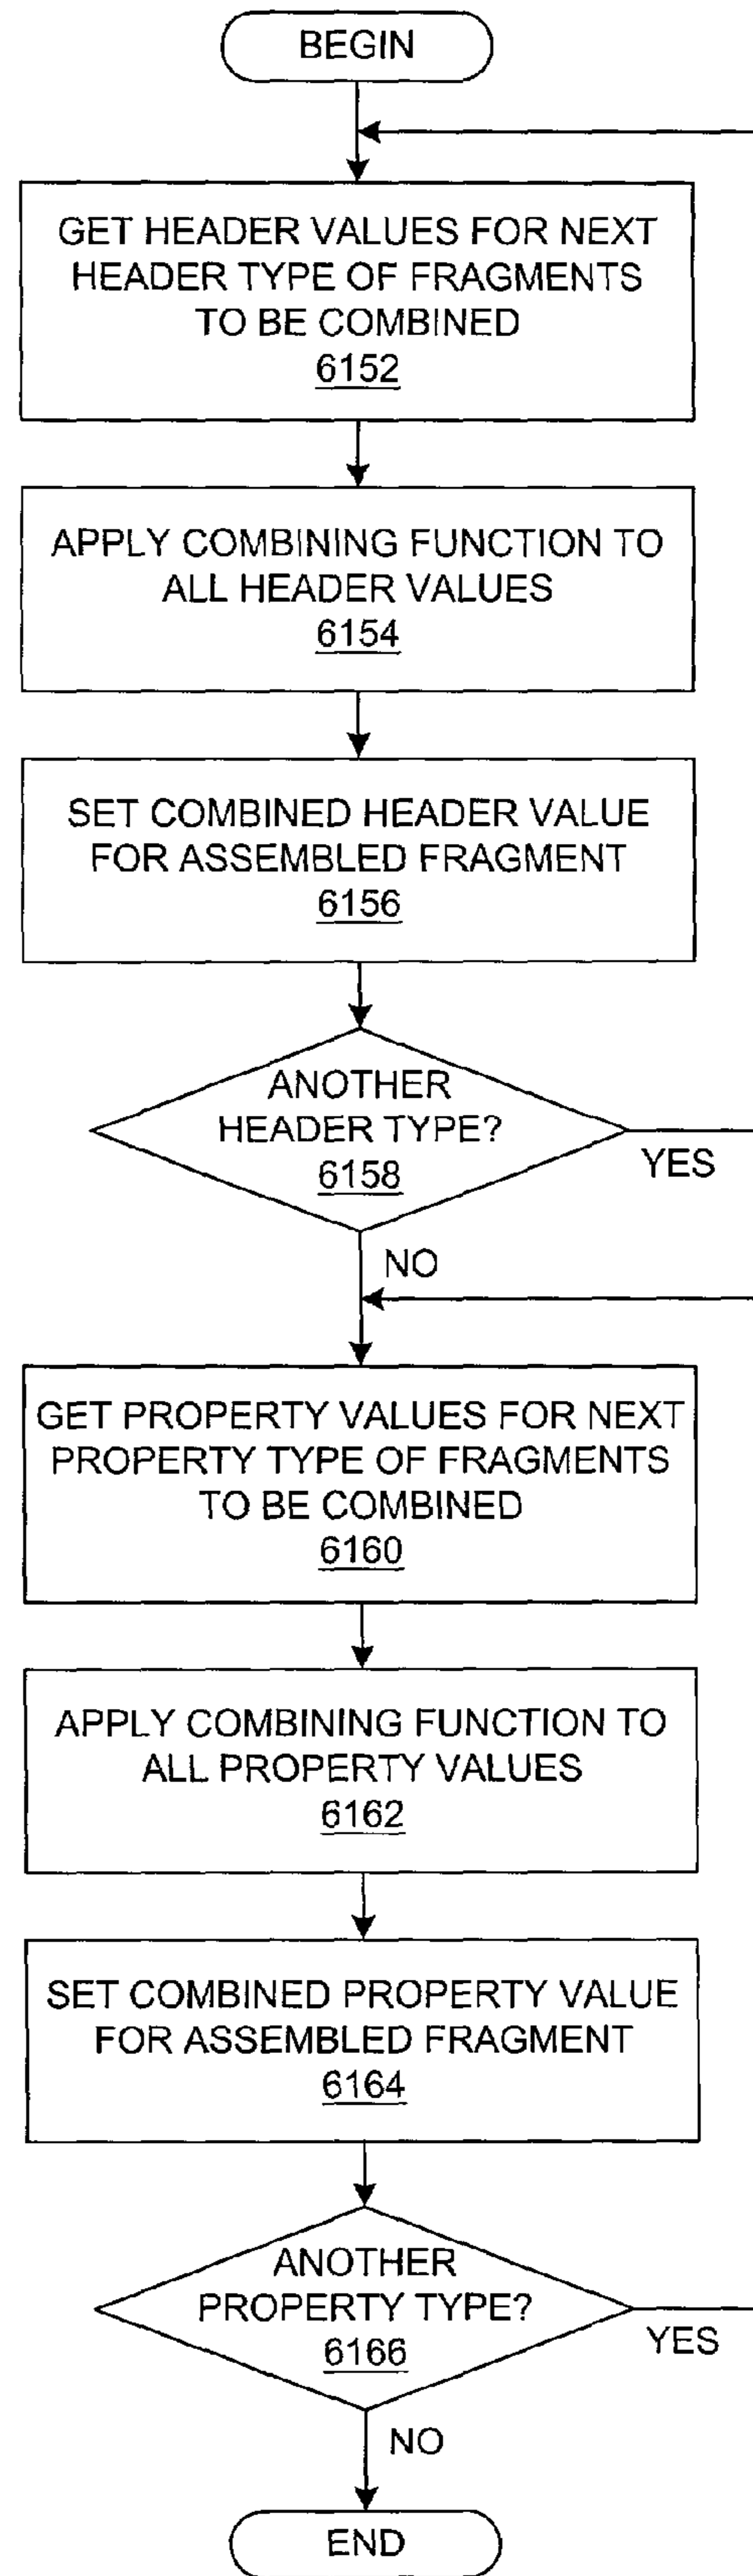 BEGIN
GET HEADER VALUES FOR NEXT
HEADER TYPE OF FRAGMENTS
TO BE COMBINED
6152
APPLY COMBINING FUNCTION TO
ALL HEADER VALUES
6154
SET COMBINED HEADER VALUE
FOR ASSEMBLED FRAGMENT
6156
ANOTHER
HEADER TYPE?
6158
YES
NO
GET PROPERTY VALUES FOR NEXT
PROPERTY TYPE OF FRAGMENTS
TO BE COMBINED
6160
APPLY COMBINING FUNCTION TO
ALL PROPERTY VALUES
6162
SET COMBINED PROPERTY VALUE
FOR ASSEMBLED FRAGMENT
6164
ANOTHER
PROPERTY TYPE?
6166
YES
NO
END